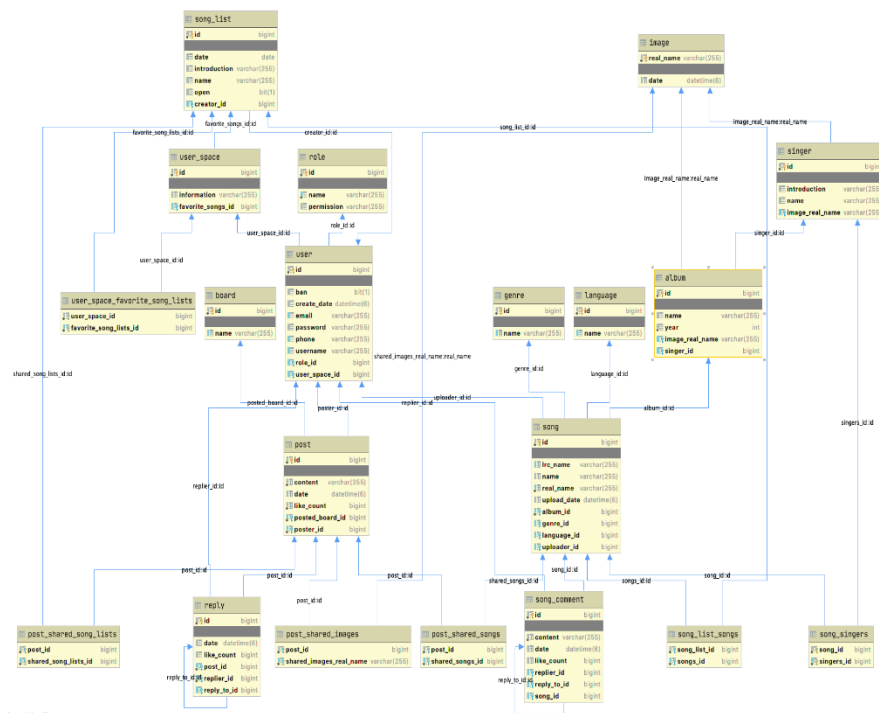 song_list
id bigint
date date
introduction varchar(255)
name varchar(255)
open bit(1)
creator_id bigint
image
real_name varchar(255)
date datetime(6)
favorite_songs_id:id
favorite_song_lists_id:id
creator_id:id
song_list_id:id
image_real_name:real_name
user_space
id bigint
information varchar(255)
favorite_songs_id bigint
role
id bigint
name varchar(255)
permission varchar(255)
singer
id bigint
introduction varchar(255)
name varchar(255)
image_real_name varchar(255)
image_real_name:real_name
user_space_id:id
role_id:id
singer_id:id
user_space_id:id
user
id bigint
ban bit(1)
create_date datetime(6)
email varchar(255)
password varchar(255)
phone varchar(255)
username varchar(255)
role_id bigint
user_space_id bigint
album
id bigint
name varchar(255)
year int
image_real_name varchar(255)
singer_id bigint
user_space_favorite_song_lists
user_space_id bigint
favorite_song_lists_id bigint
board
id bigint
name varchar(255)
genre
id bigint
name varchar(255)
language
id bigint
name varchar(255)
shared_images_real_name:real_name
shared_song_lists_id:id
genre_id:id
language_id:id
posted_board_id:id
poster_id:id
replier_id:id
uploader_id:id
album_id:id
singers_id:id
post
id bigint
content varchar(255)
date datetime(6)
like_count bigint
posted_board_id bigint
poster_id bigint
song
id bigint
lrc_name varchar(255)
name varchar(255)
real_name varchar(255)
upload_date datetime(6)
album_id bigint
genre_id bigint
language_id bigint
uploader_id bigint
replier_id:id
post_id:id
post_id:id
post_id:id
post_id:id
shared_songs_id:id
song_id:id
songs_id:id
song_id:id
post_shared_song_lists
post_id bigint
shared_song_lists_id bigint
reply
id bigint
date datetime(6)
like_count bigint
post_id bigint
replier_id bigint
reply_to_id bigint
reply_to_id:id
post_shared_images
post_id bigint
shared_images_real_name varchar(255)
post_shared_songs
post_id bigint
shared_songs_id bigint
song_comment
id bigint
content varchar(255)
date datetime(6)
like_count bigint
replier_id bigint
reply_to_id bigint
song_id bigint
reply_to_id:id
song_list_songs
song_list_id bigint
songs_id bigint
song_singers
song_id bigint
singers_id bigint